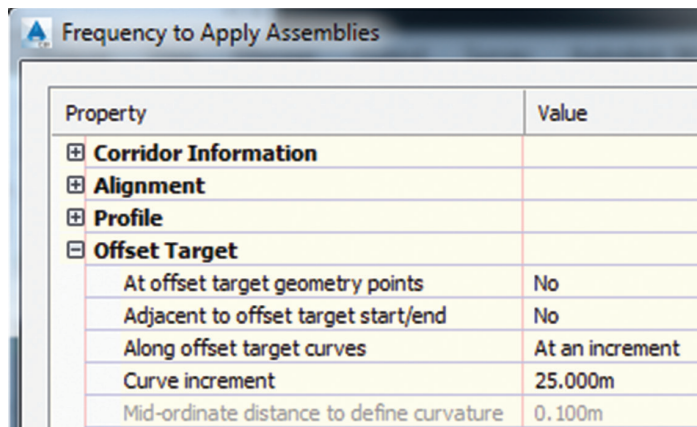 Frequency to Apply Assemblies
Property Value
Corridor Information
Alignment
Profile
Offset Target
At offset target geometry points No
Adjacent to offset target start/end No
Along offset target curves At an increment
Curve increment 25.000m
Mid-ordinate distance to define curvature 0.100m